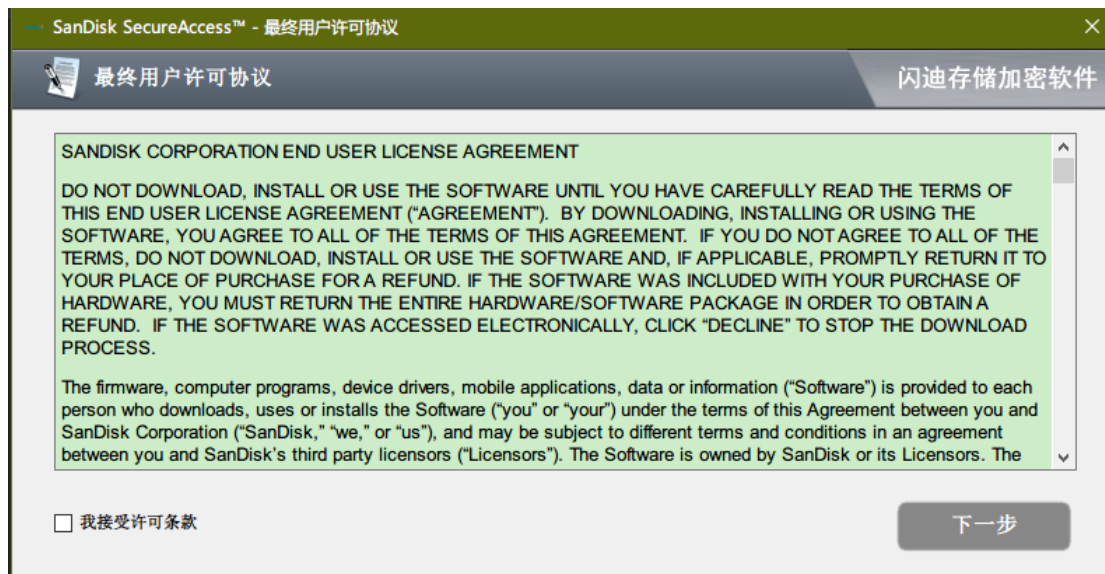 SanDisk SecureAccess™ - 最终用户许可协议
最终用户许可协议
闪迪存储加密软件
SANDISK CORPORATION END USER LICENSE AGREEMENT
DO NOT DOWNLOAD, INSTALL OR USE THE SOFTWARE UNTIL YOU HAVE CAREFULLY READ THE TERMS OF
THIS END USER LICENSE AGREEMENT (“AGREEMENT”).  BY DOWNLOADING, INSTALLING OR USING THE
SOFTWARE, YOU AGREE TO ALL OF THE TERMS OF THIS AGREEMENT.  IF YOU DO NOT AGREE TO ALL OF THE
TERMS, DO NOT DOWNLOAD, INSTALL OR USE THE SOFTWARE AND, IF APPLICABLE, PROMPTLY RETURN IT TO
YOUR PLACE OF PURCHASE FOR A REFUND. IF THE SOFTWARE WAS INCLUDED WITH YOUR PURCHASE OF
HARDWARE, YOU MUST RETURN THE ENTIRE HARDWARE/SOFTWARE PACKAGE IN ORDER TO OBTAIN A
REFUND.  IF THE SOFTWARE WAS ACCESSED ELECTRONICALLY, CLICK “DECLINE” TO STOP THE DOWNLOAD
PROCESS.
The firmware, computer programs, device drivers, mobile applications, data or information (“Software”) is provided to each
person who downloads, uses or installs the Software (“you” or “your”) under the terms of this Agreement between you and
SanDisk Corporation (“SanDisk,” “we,” or “us”), and may be subject to different terms and conditions in an agreement
between you and SanDisk’s third party licensors (“Licensors”). The Software is owned by SanDisk or its Licensors. The
我接受许可条款
下一步